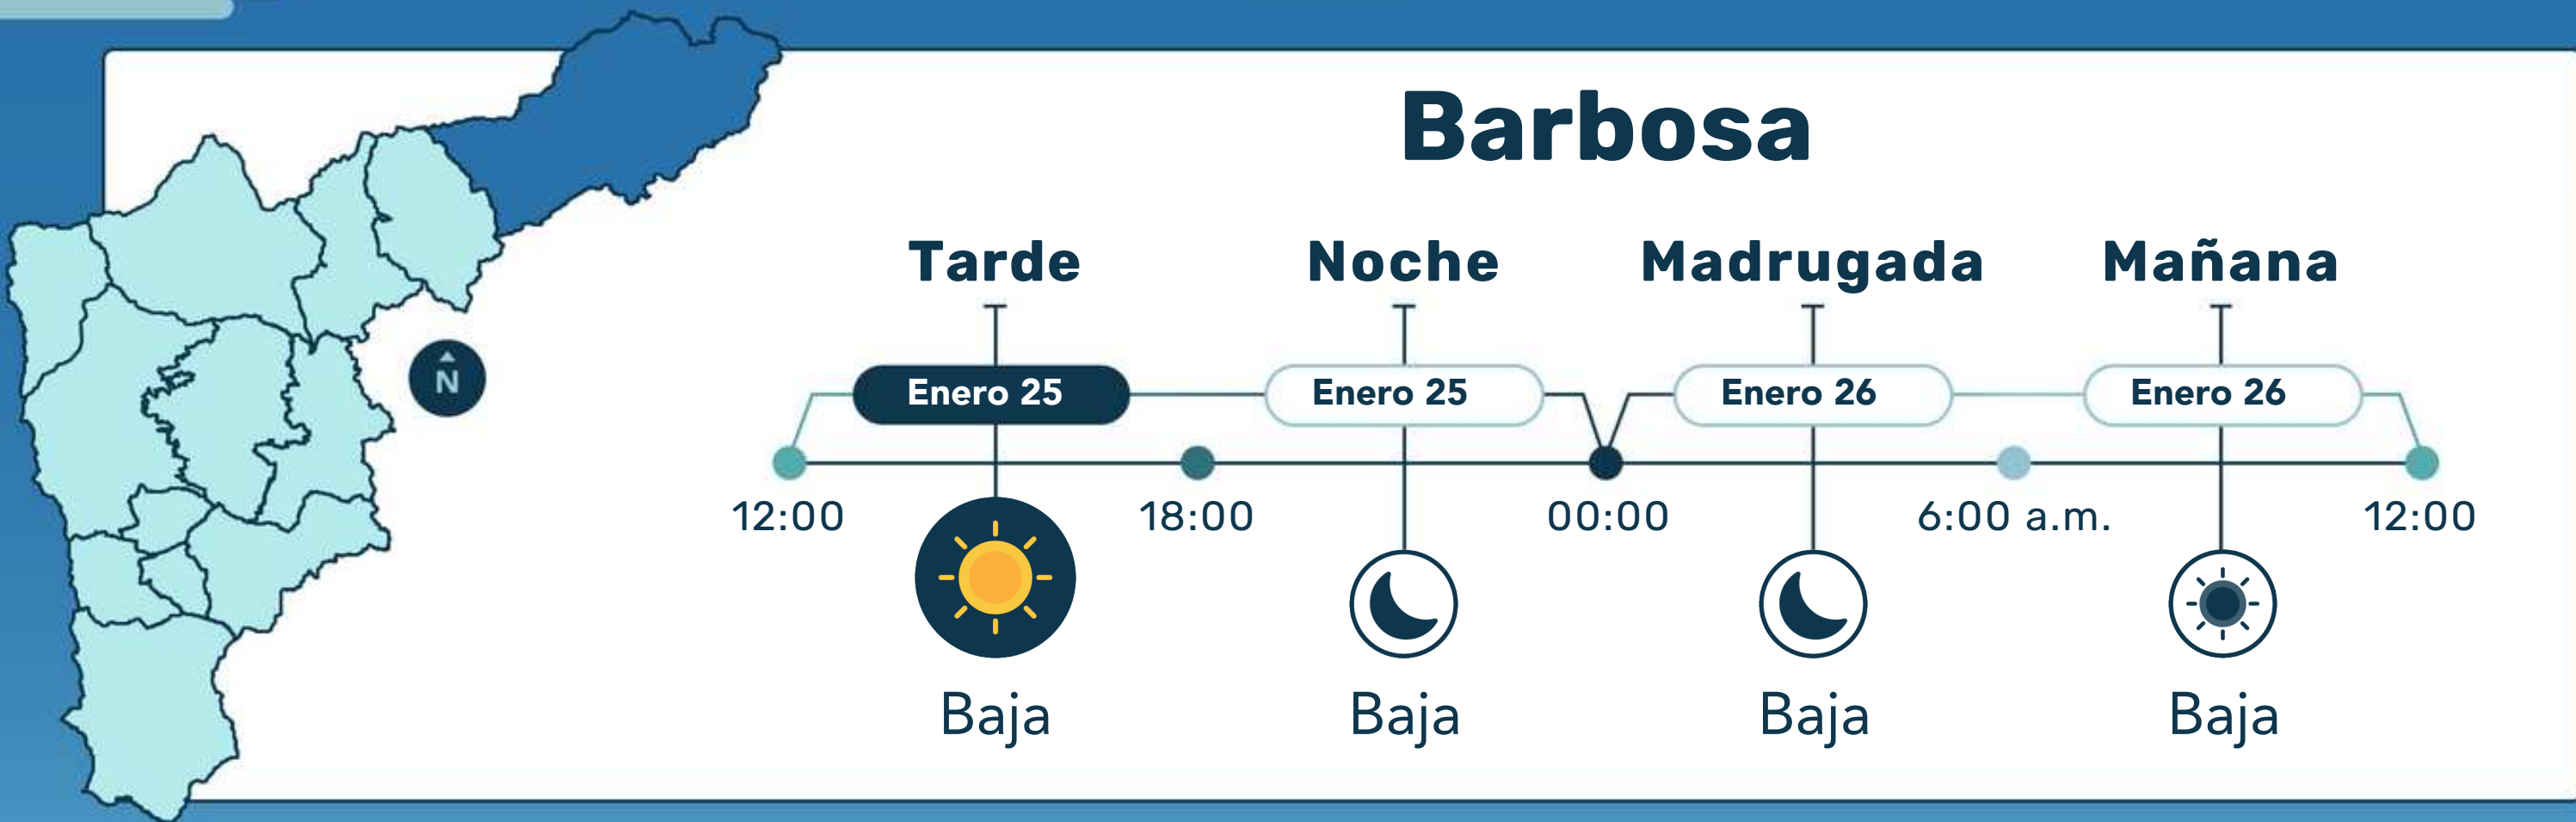 Barbosa
Tarde Noche Madrugada Mañana
Enero 25 Enero 25 Enero 26 Enero 26
N
12:00 18:00 00:00 6:00 a.m. 12:00
Baja Baja Baja Baja